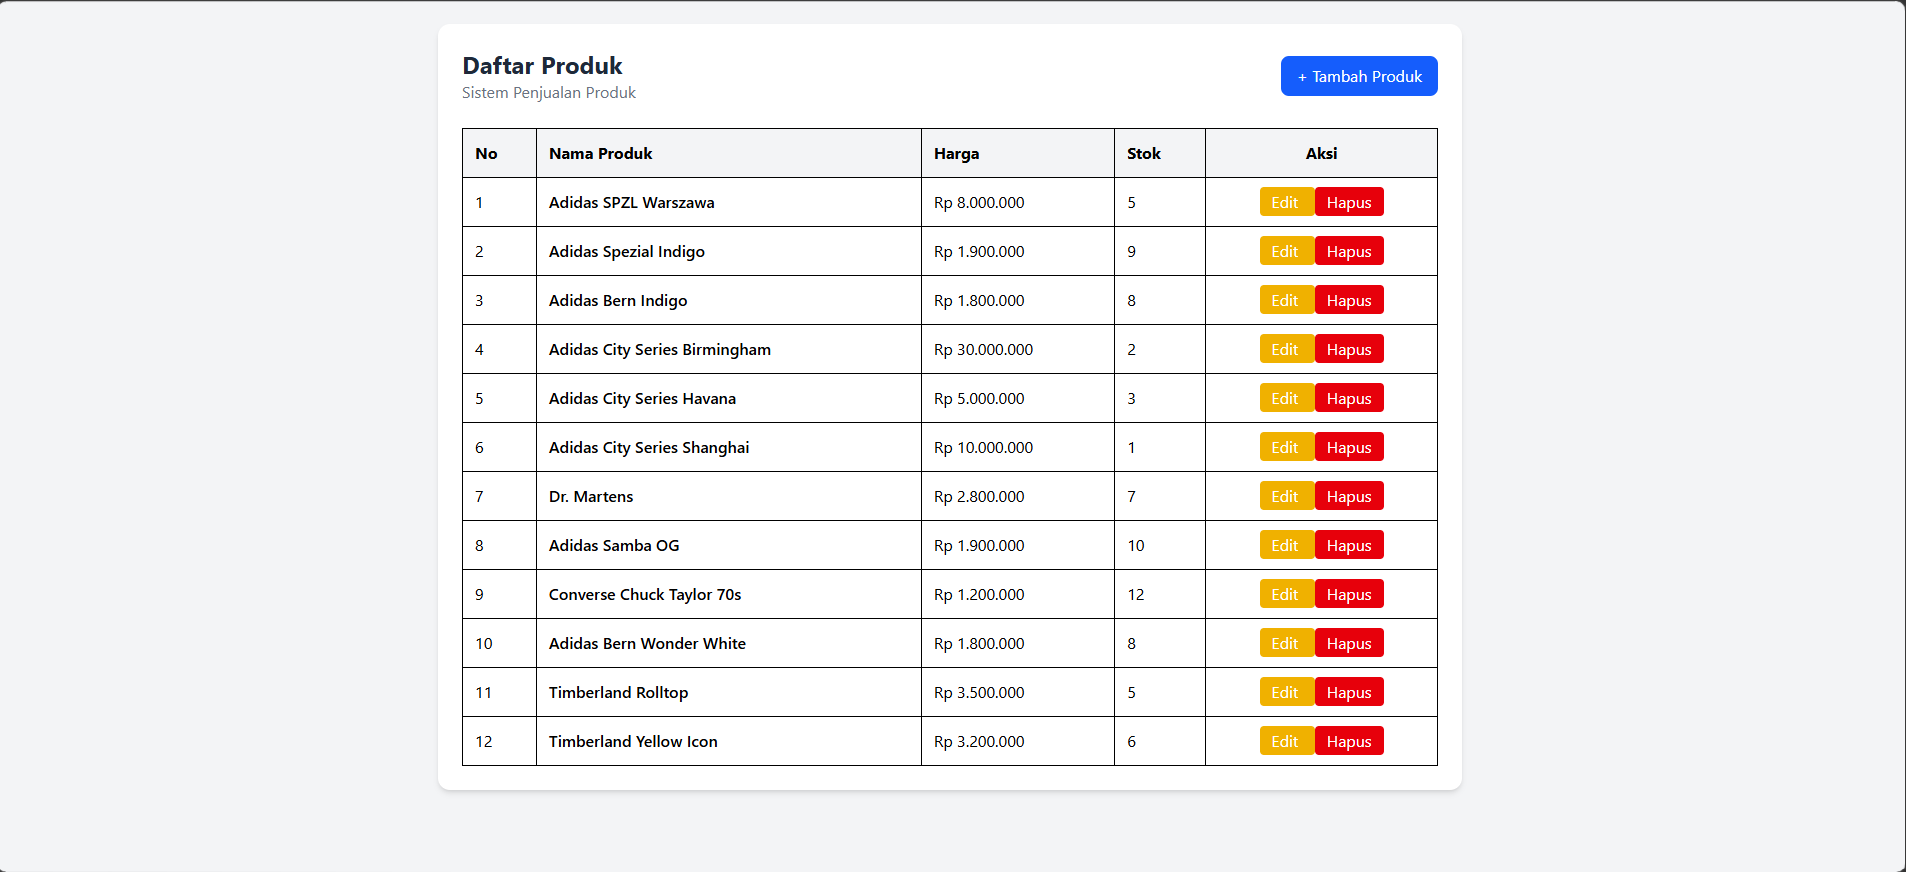 Daftar Produk
Sistem Penjualan Produk
+ Tambah Produk
No Nama Produk Harga Stok Aksi
1 Adidas SPZL Warszawa Rp 8.000.000 5 Edit Hapus
2 Adidas Spezial Indigo Rp 1.900.000 9 Edit Hapus
3 Adidas Bern Indigo Rp 1.800.000 8 Edit Hapus
4 Adidas City Series Birmingham Rp 30.000.000 2 Edit Hapus
5 Adidas City Series Havana Rp 5.000.000 3 Edit Hapus
6 Adidas City Series Shanghai Rp 10.000.000 1 Edit Hapus
7 Dr. Martens Rp 2.800.000 7 Edit Hapus
8 Adidas Samba OG Rp 1.900.000 10 Edit Hapus
9 Converse Chuck Taylor 70s Rp 1.200.000 12 Edit Hapus
10 Adidas Bern Wonder White Rp 1.800.000 8 Edit Hapus
11 Timberland Rolltop Rp 3.500.000 5 Edit Hapus
12 Timberland Yellow Icon Rp 3.200.000 6 Edit Hapus